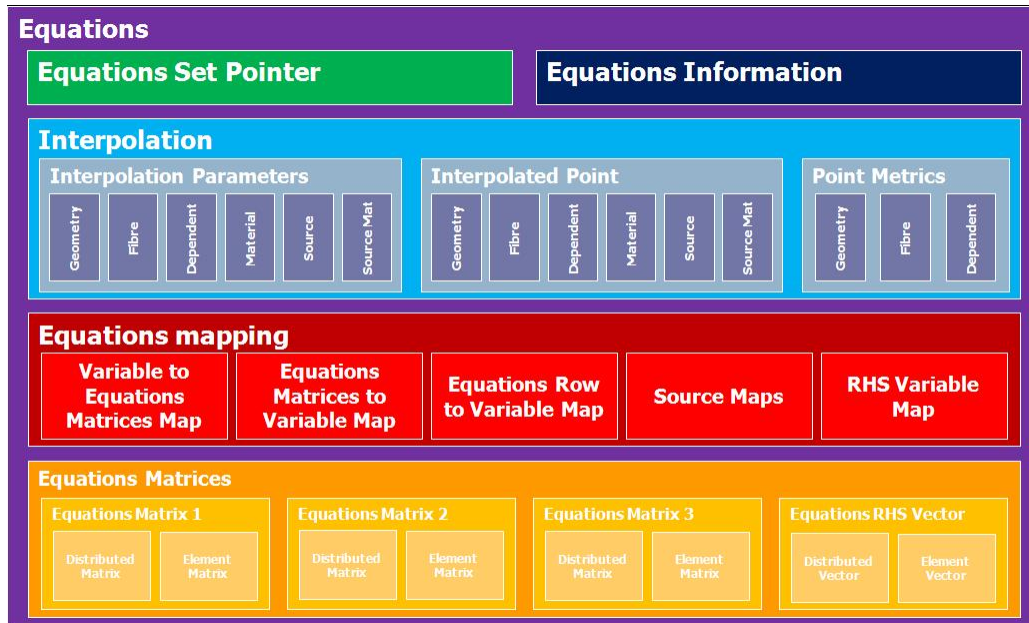 Equations
Equations Set Pointer
Equations Information
Interpolation
Interpolation Parameters
Geometry
Fibre
Dependent
Material
Source
Source Mat
Interpolated Point
Geometry
Fibre
Dependent
Material
Source
Source Mat
Point Metrics
Geometry
Fibre
Dependent
Equations mapping
Variable to
Equations
Matrices Map
Equations
Matrices to
Variable Map
Equations Row
to Variable Map
Source Maps
RHS Variable
Map
Equations Matrices
Equations Matrix 1
Distributed
Matrix
Element
Matrix
Equations Matrix 2
Distributed
Matrix
Element
Matrix
Equations Matrix 3
Distributed
Matrix
Element
Matrix
Equations RHS Vector
Distributed
Vector
Element
Vector